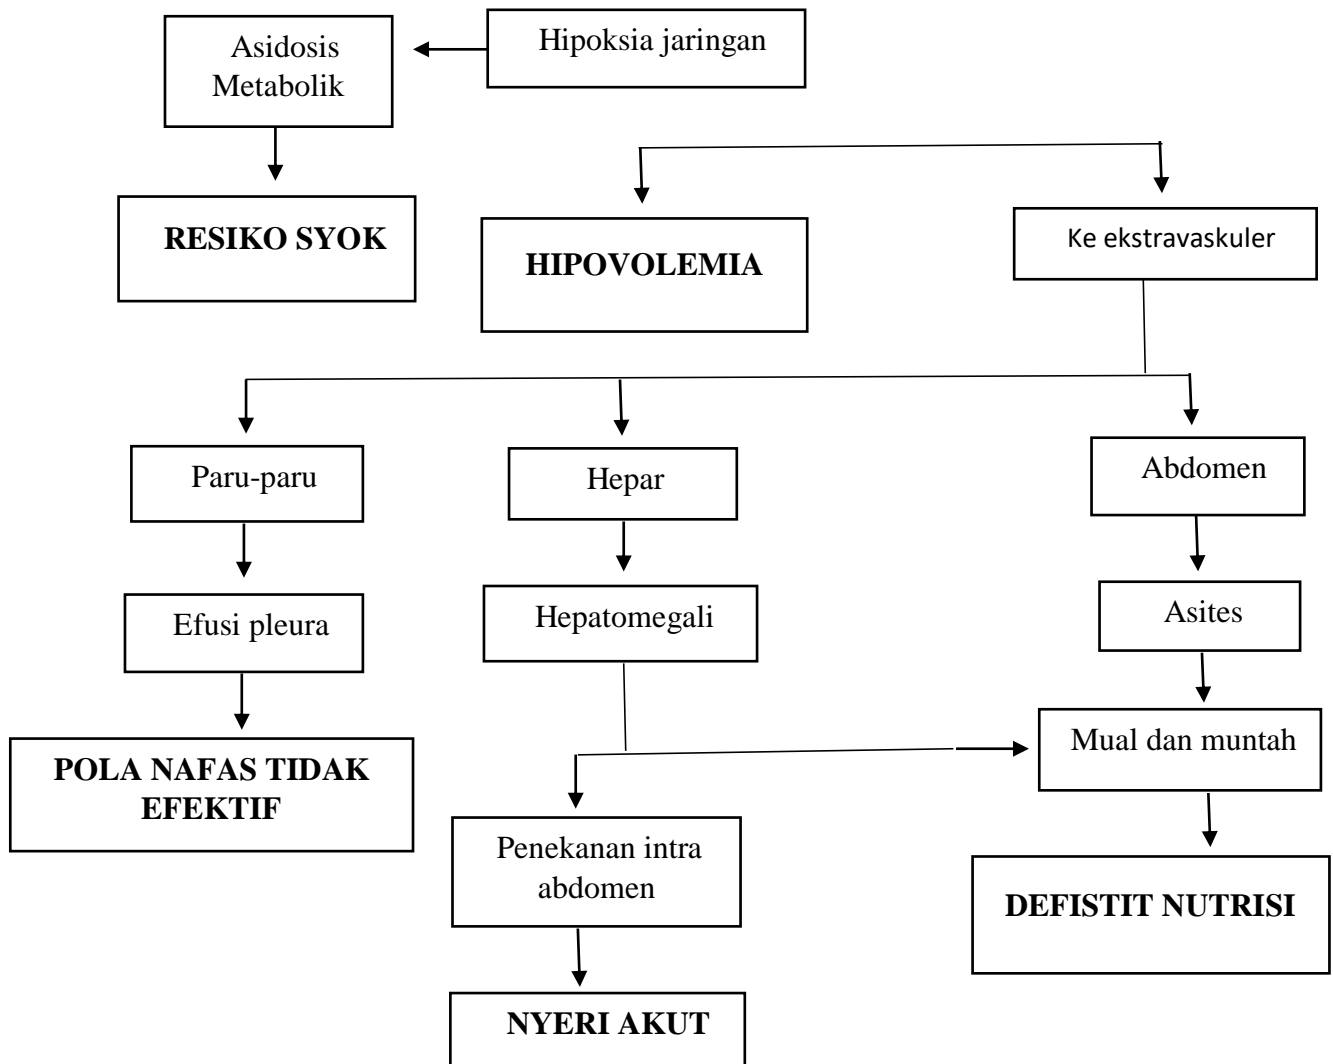 Asidosis
Metabolik
Hipoksia jaringan
RESIKO SYOK
HIPOVOLEMIA
Ke ekstravaskuler
Paru-paru
Hepar
Abdomen
Efusi pleura
Hepatomegali
Asites
POLA NAFAS TIDAK
EFEKTIF
Mual dan muntah
Penekanan intra
abdomen
DEFISTIT NUTRISI
NYERI AKUT